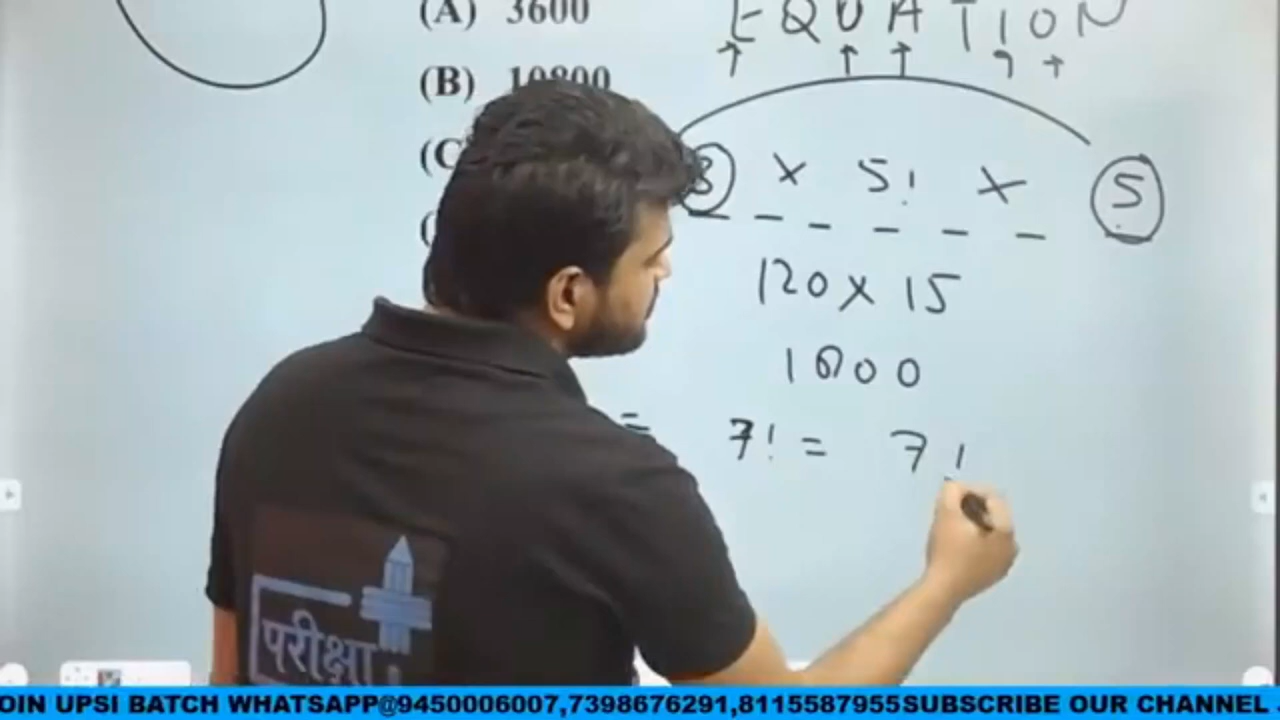 (A) 3600
(B) 10800
(C
EQUATION
3 × 5! × 5
120 × 15
1800
= 7! = 7!
परीक्षा
OIN UPSI BATCH WHATSAPP@9450006007,7398676291,8115587955SUBSCRIBE OUR CHANNEL